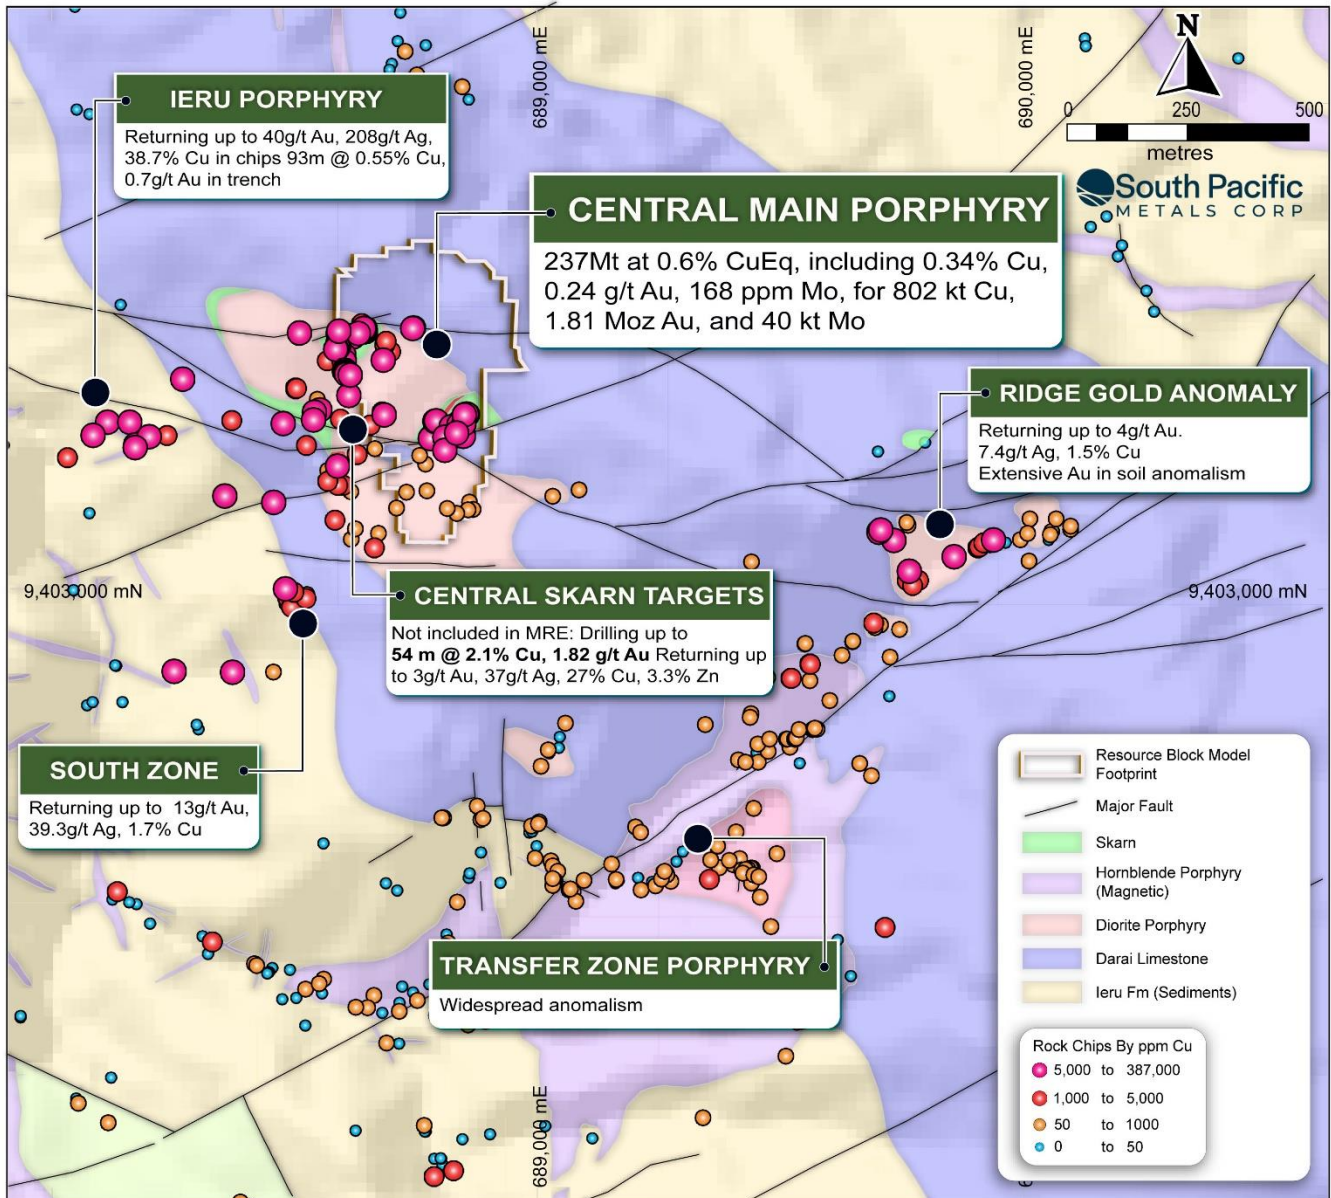 689,000 mE
690,000 mE
N
0 250 500
metres
South Pacific
METALS CORP
IERU PORPHYRY
Returning up to 40g/t Au, 208g/t Ag,
38.7% Cu in chips 93m @ 0.55% Cu,
0.7g/t Au in trench
CENTRAL MAIN PORPHYRY
237Mt at 0.6% CuEq, including 0.34% Cu,
0.24 g/t Au, 168 ppm Mo, for 802 kt Cu,
1.81 Moz Au, and 40 kt Mo
RIDGE GOLD ANOMALY
Returning up to 4g/t Au.
7.4g/t Ag, 1.5% Cu
Extensive Au in soil anomalism
9,403,000 mN
9,403,000 mN
CENTRAL SKARN TARGETS
Not included in MRE: Drilling up to
54 m @ 2.1% Cu, 1.82 g/t Au Returning up
to 3g/t Au, 37g/t Ag, 27% Cu, 3.3% Zn
SOUTH ZONE
Returning up to 13g/t Au,
39.3g/t Ag, 1.7% Cu
TRANSFER ZONE PORPHYRY
Widespread anomalism
Resource Block Model
Footprint
Major Fault
Skarn
Hornblende Porphyry
(Magnetic)
Diorite Porphyry
Darai Limestone
Ieru Fm (Sediments)
Rock Chips By ppm Cu
5,000 to 387,000
1,000 to 5,000
50 to 1000
0 to 50
689,000 mE